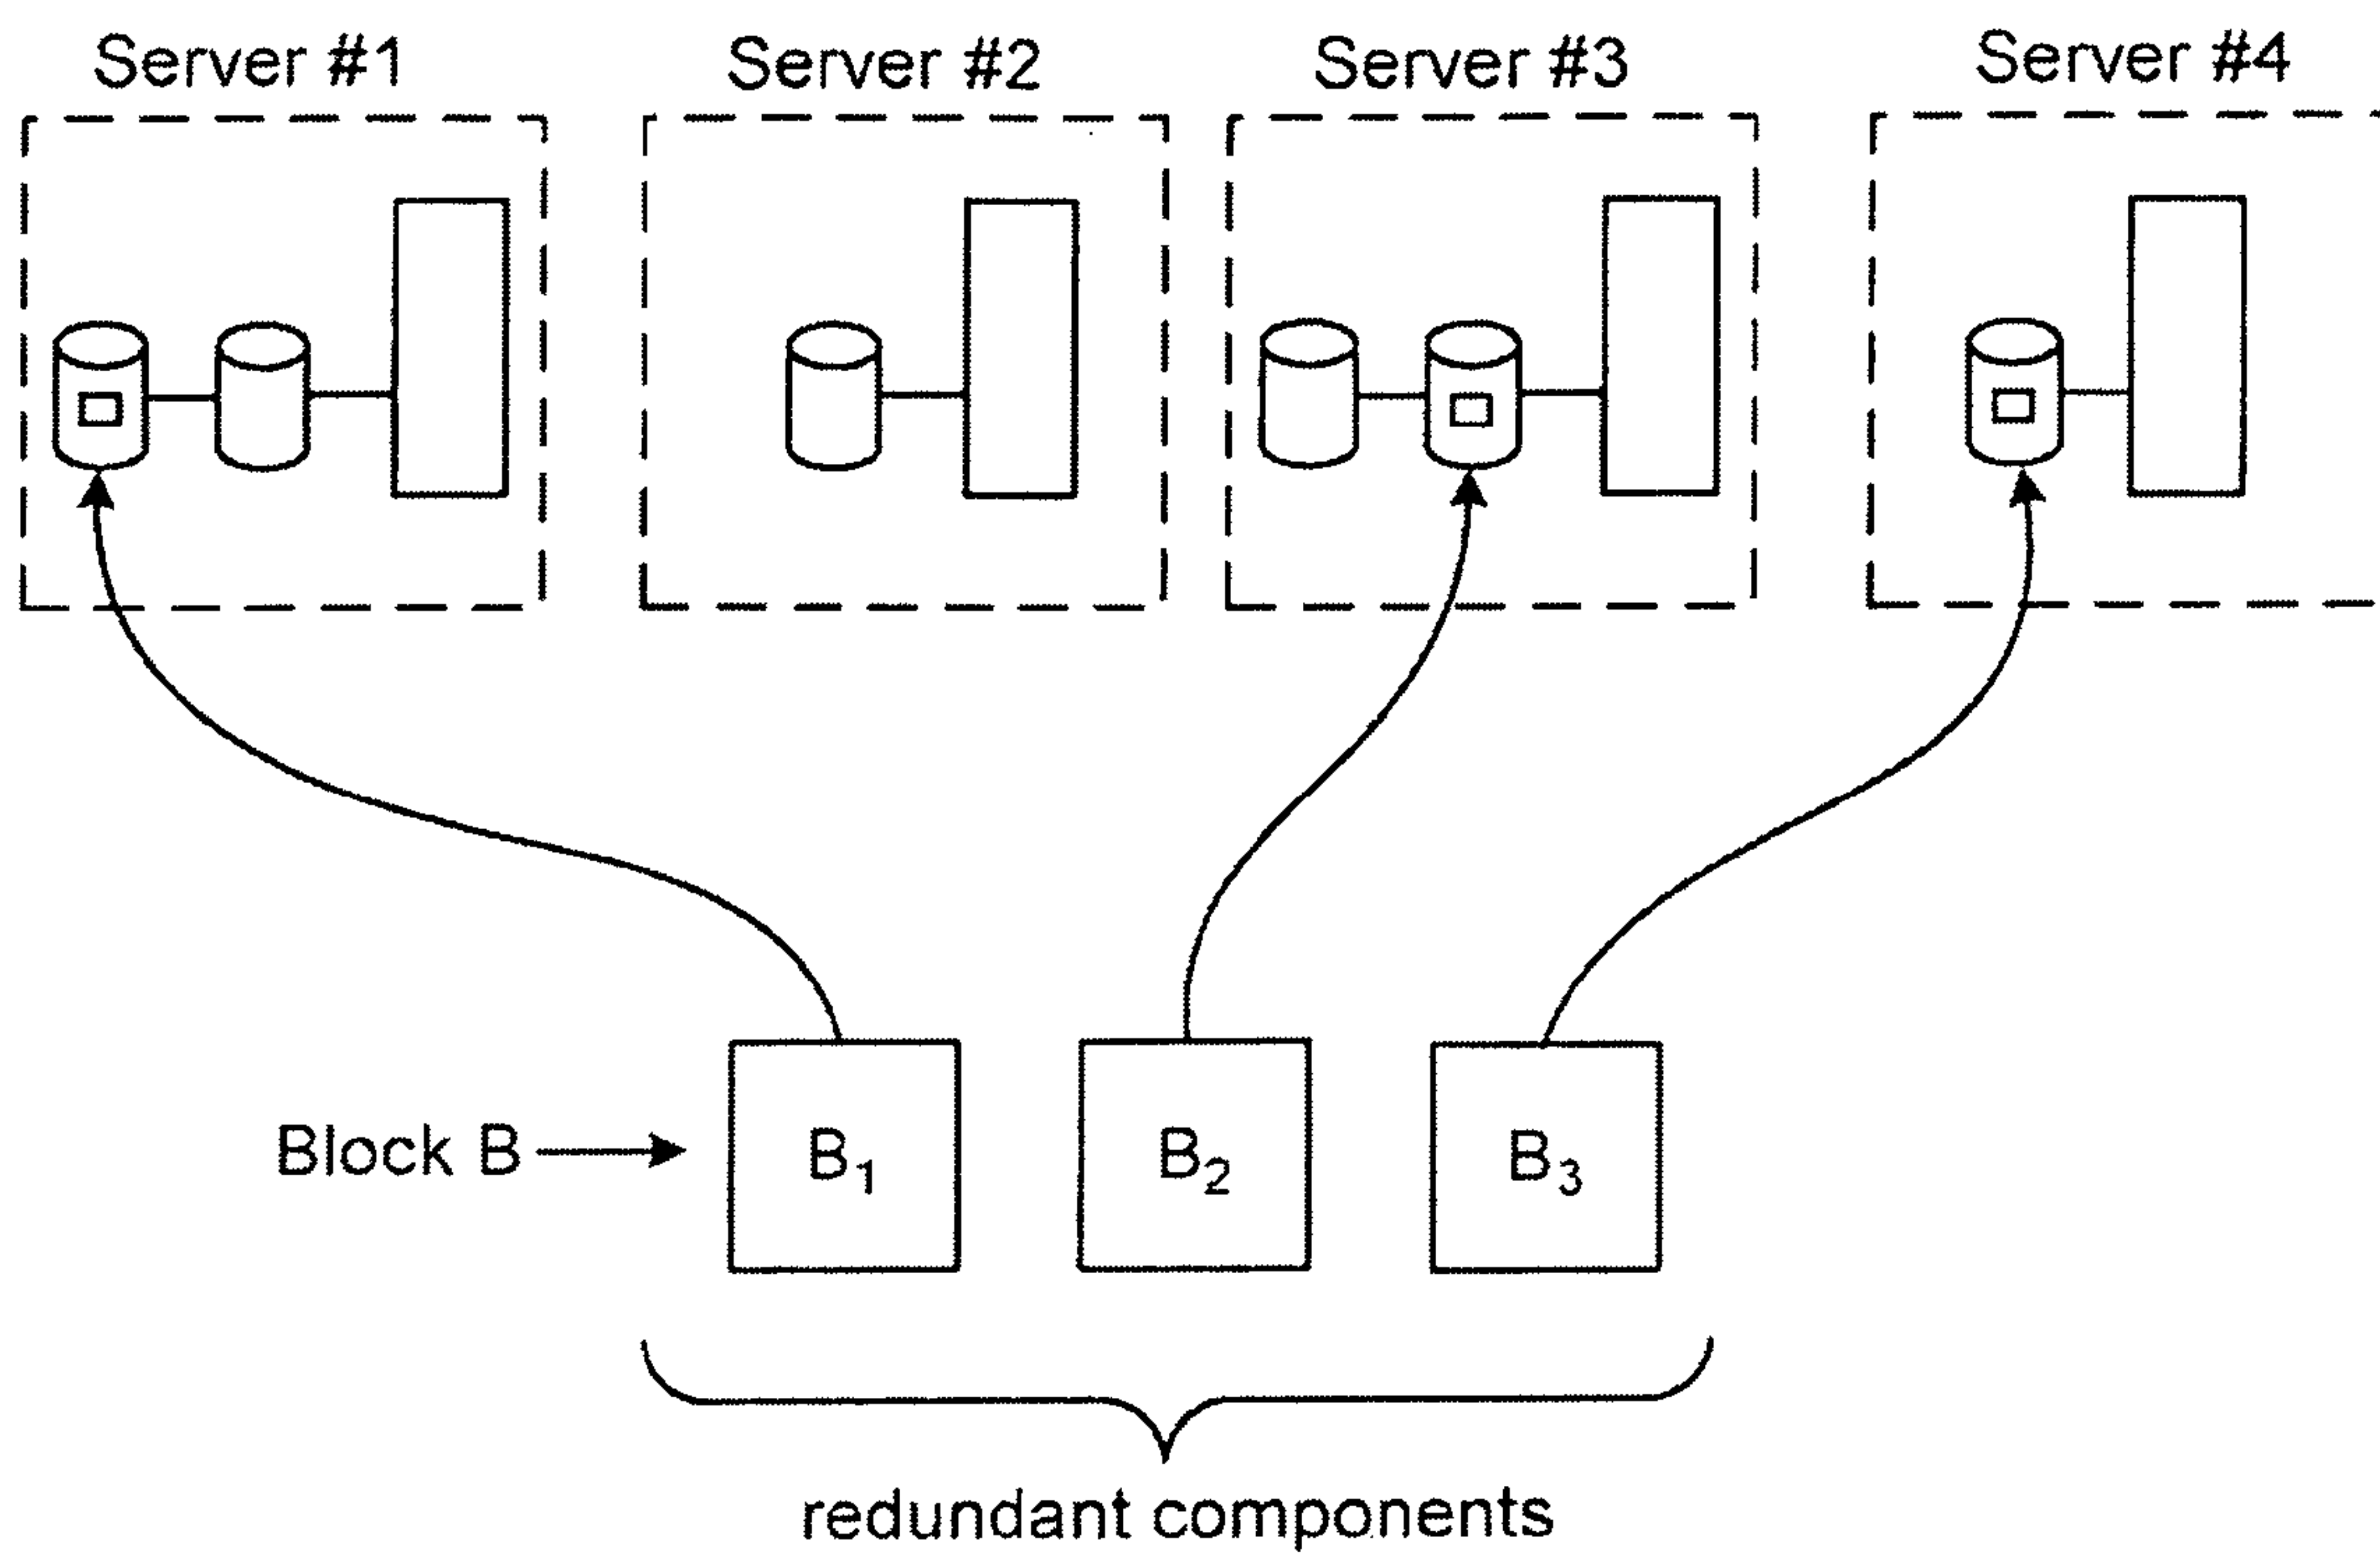 Server #1 Server #2 Server #3 Server #4
Block B B₁ B₂ B₃
redundant components